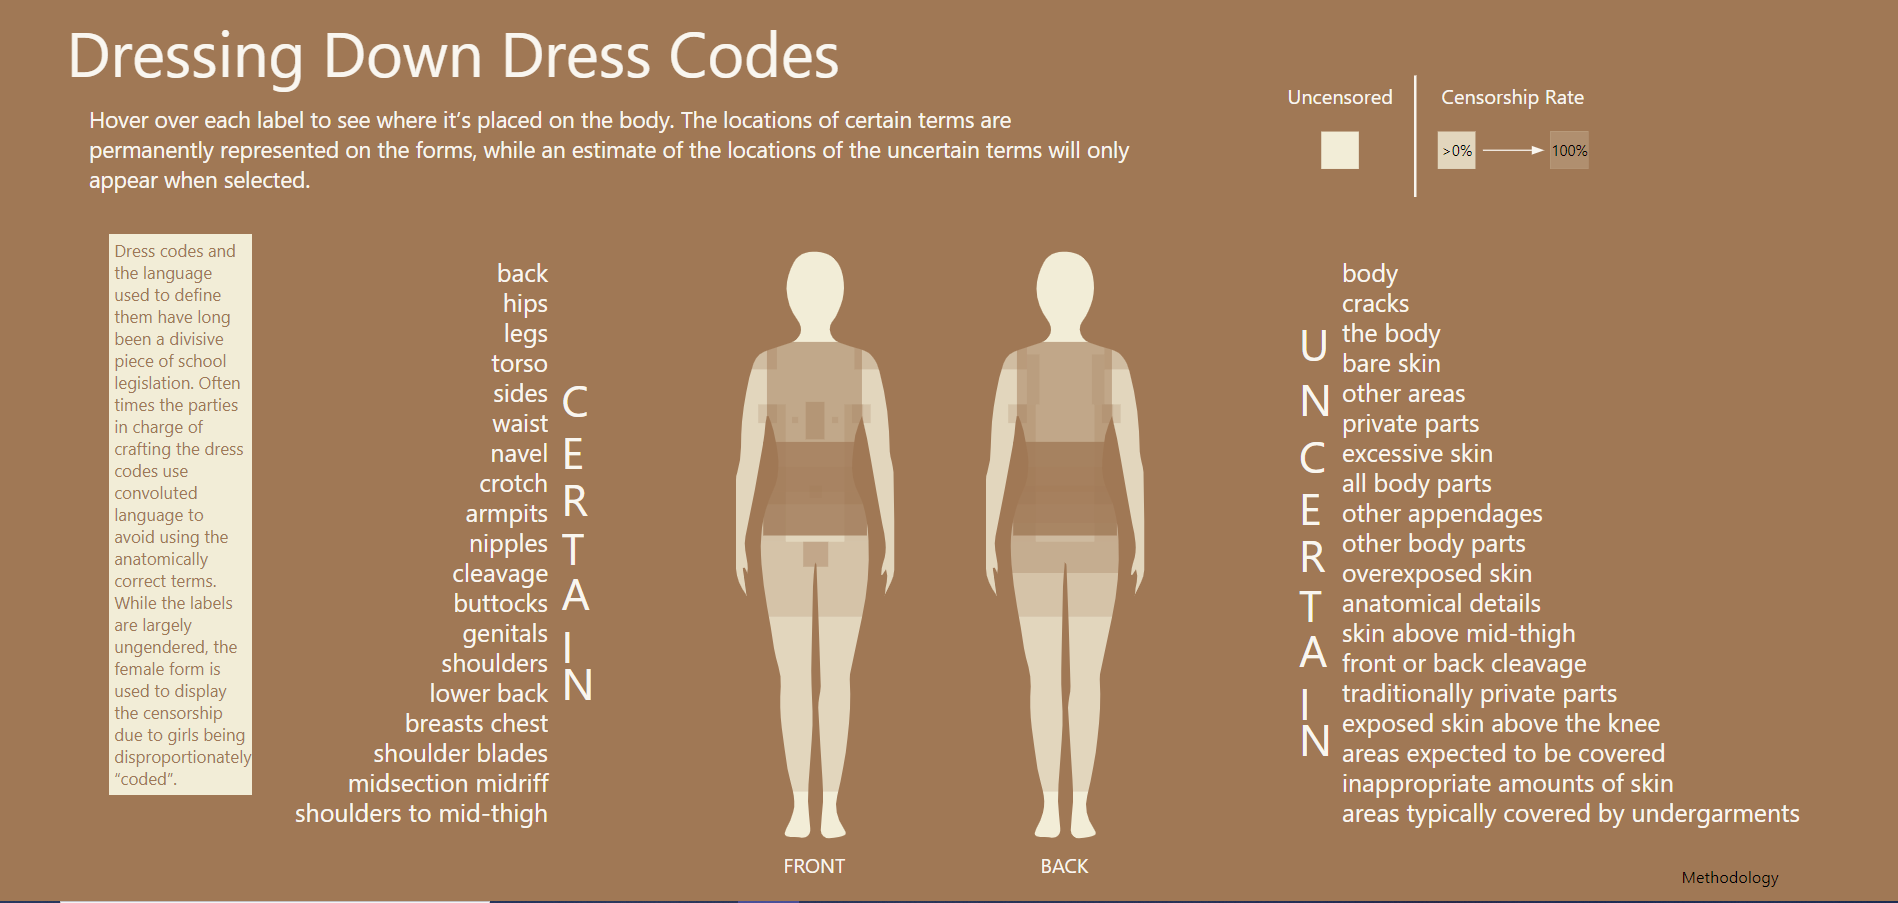 Dressing Down Dress Codes
Hover over each label to see where it's placed on the body. The locations of certain terms are
permanently represented on the forms, while an estimate of the locations of the uncertain terms will only
appear when selected.
Uncensored
Censorship Rate
>0%
100%
Dress codes and
the language
used to define
them have long
been a divisive
piece of school
legislation. Often
times the parties
in charge of
crafting the dress
codes use
convoluted
language to
avoid using the
anatomically
correct terms.
While the labels
are largely
ungendered, the
female form is
used to display
the censorship
due to girls being
disproportionately
“coded”.
back
hips
legs
torso
sides
waist
navel
crotch
armpits
nipples
cleavage
buttocks
genitals
shoulders
lower back
breasts chest
shoulder blades
midsection midriff
shoulders to mid-thigh
CERTAIN
FRONT
BACK
UNCERTAIN
body
cracks
the body
bare skin
other areas
private parts
excessive skin
all body parts
other appendages
other body parts
overexposed skin
anatomical details
skin above mid-thigh
front or back cleavage
traditionally private parts
exposed skin above the knee
areas expected to be covered
inappropriate amounts of skin
areas typically covered by undergarments
Methodology